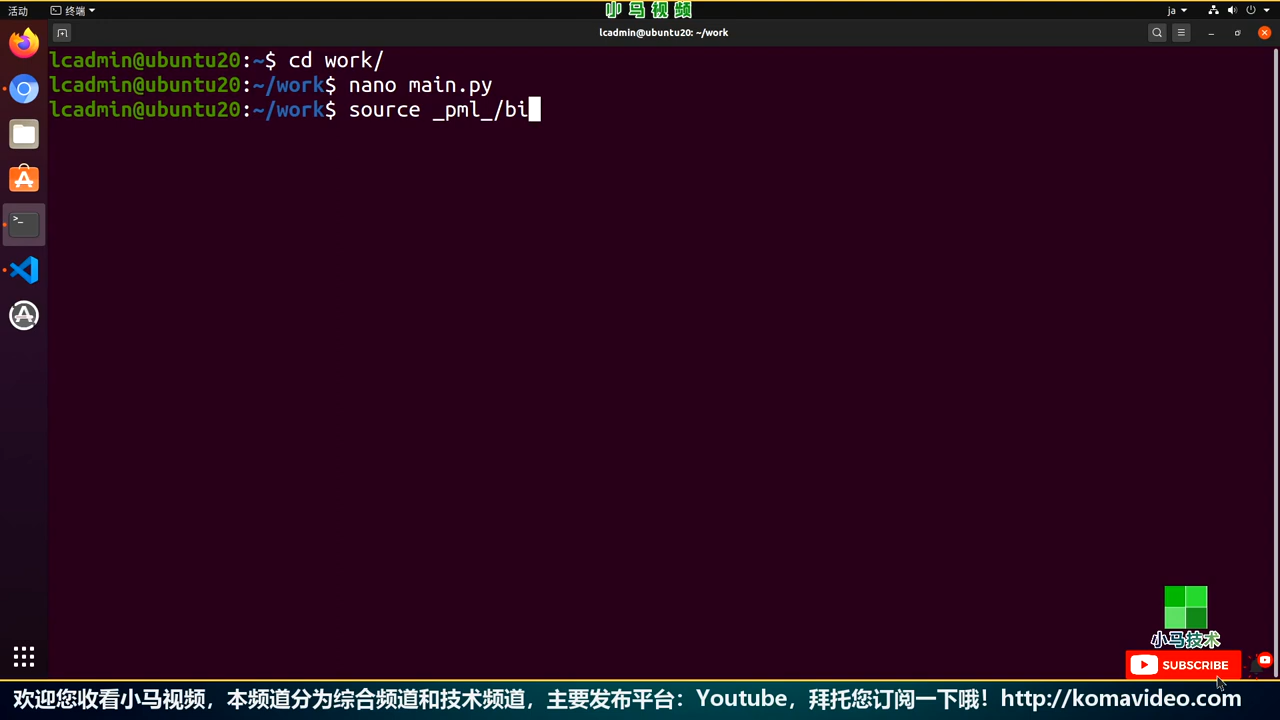 活动
终端
小马视频
ja
lcadmin@ubuntu20: ~/work
lcadmin@ubuntu20:~$ cd work/
lcadmin@ubuntu20:~/work$ nano main.py
lcadmin@ubuntu20:~/work$ source _pml_/bi
小马技术
SUBSCRIBE
欢迎您收看小马视频，本频道分为综合频道和技术频道，主要发布平台：Youtube，拜托您订阅一下哦！http://komavideo.com